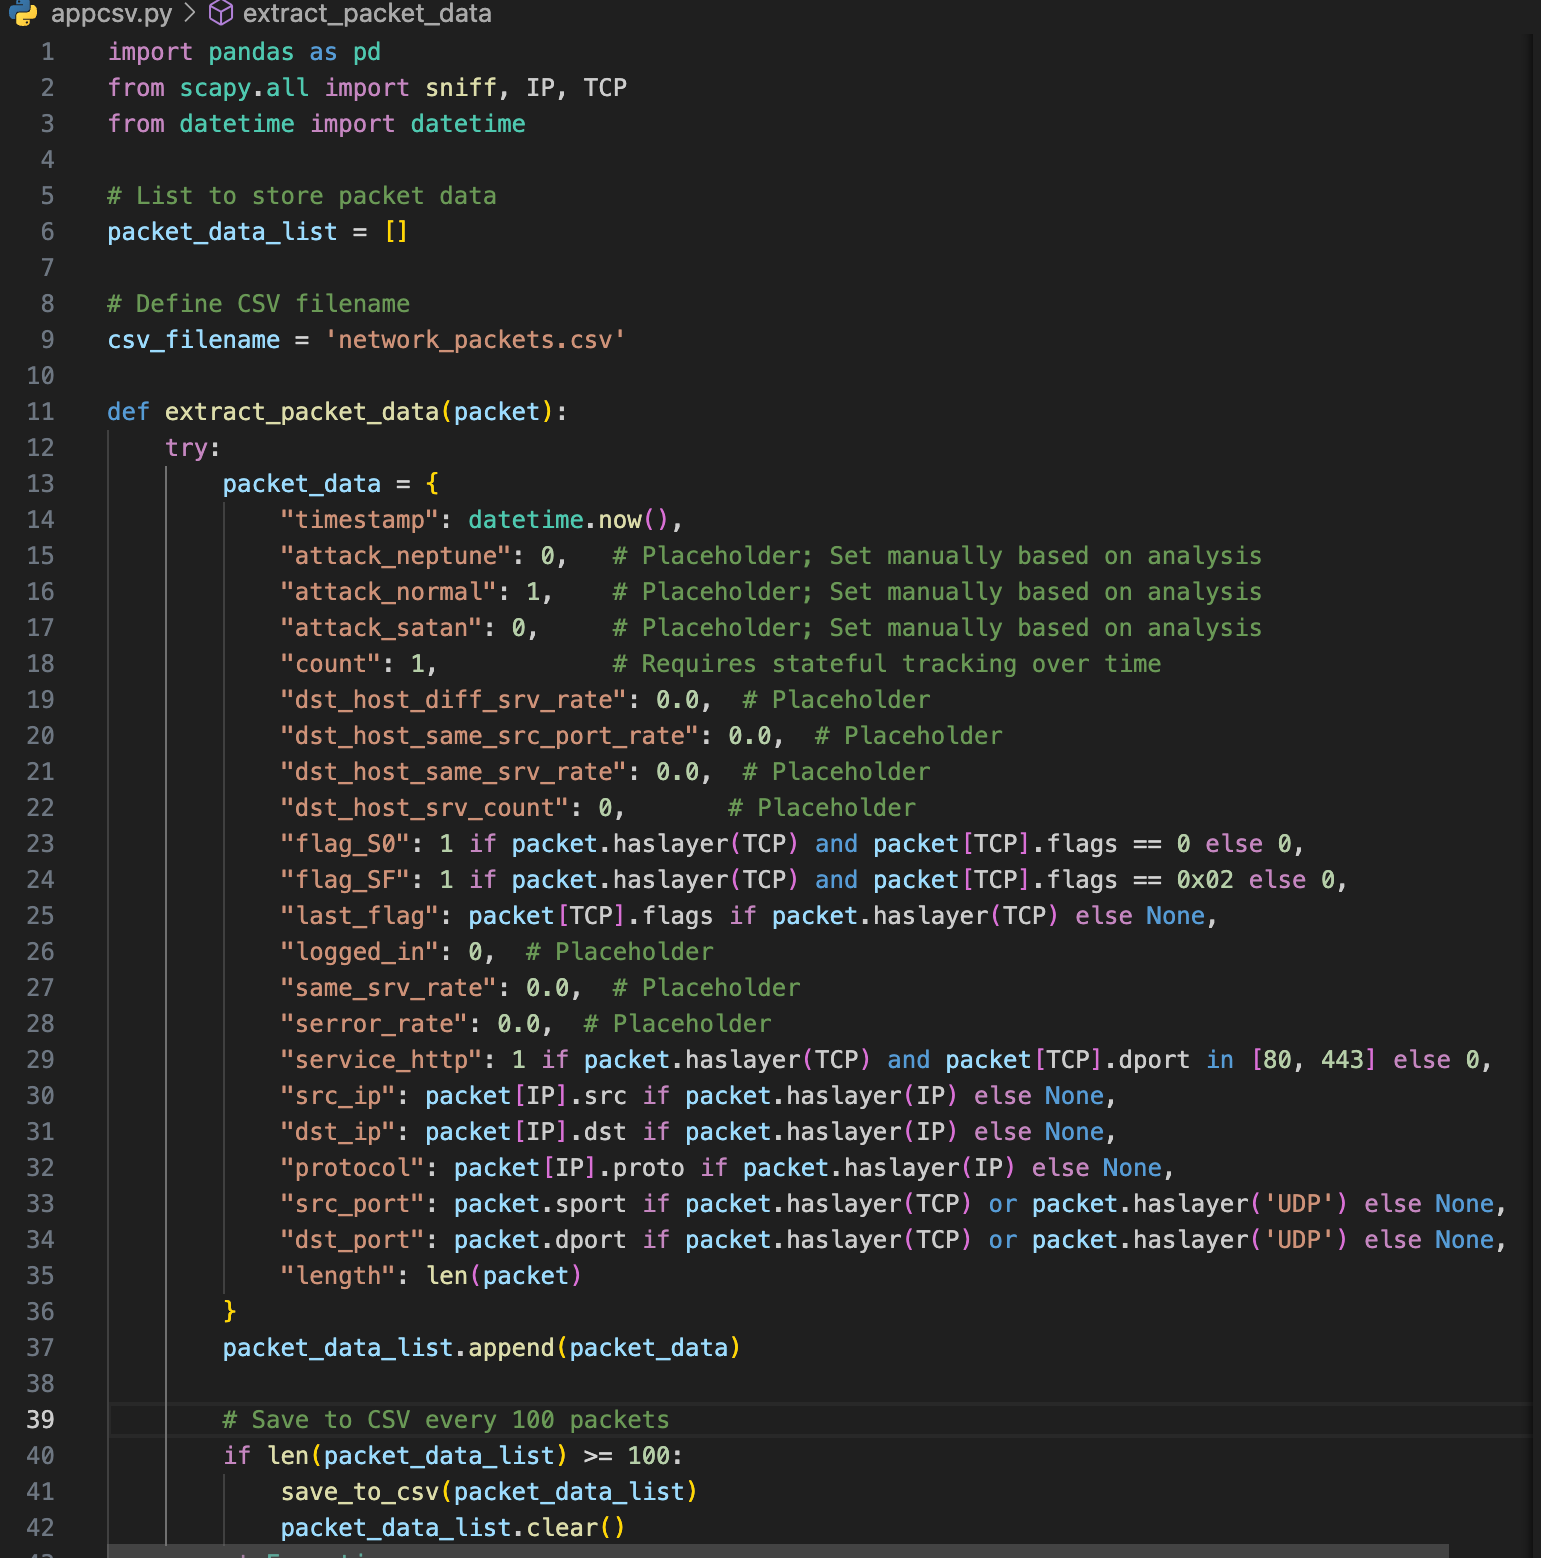 appcsv.py > extract_packet_data
1 import pandas as pd
2 from scapy.all import sniff, IP, TCP
3 from datetime import datetime
4
5 # List to store packet data
6 packet_data_list = []
7
8 # Define CSV filename
9 csv_filename = 'network_packets.csv'
10
11 def extract_packet_data(packet):
12     try:
13         packet_data = {
14             "timestamp": datetime.now(),
15             "attack_neptune": 0,   # Placeholder; Set manually based on analysis
16             "attack_normal": 1,    # Placeholder; Set manually based on analysis
17             "attack_satan": 0,     # Placeholder; Set manually based on analysis
18             "count": 1,            # Requires stateful tracking over time
19             "dst_host_diff_srv_rate": 0.0,  # Placeholder
20             "dst_host_same_src_port_rate": 0.0,  # Placeholder
21             "dst_host_same_srv_rate": 0.0,  # Placeholder
22             "dst_host_srv_count": 0,       # Placeholder
23             "flag_S0": 1 if packet.haslayer(TCP) and packet[TCP].flags == 0 else 0,
24             "flag_SF": 1 if packet.haslayer(TCP) and packet[TCP].flags == 0x02 else 0,
25             "last_flag": packet[TCP].flags if packet.haslayer(TCP) else None,
26             "logged_in": 0,  # Placeholder
27             "same_srv_rate": 0.0,  # Placeholder
28             "serror_rate": 0.0,  # Placeholder
29             "service_http": 1 if packet.haslayer(TCP) and packet[TCP].dport in [80, 443] else 0,
30             "src_ip": packet[IP].src if packet.haslayer(IP) else None,
31             "dst_ip": packet[IP].dst if packet.haslayer(IP) else None,
32             "protocol": packet[IP].proto if packet.haslayer(IP) else None,
33             "src_port": packet.sport if packet.haslayer(TCP) or packet.haslayer('UDP') else None,
34             "dst_port": packet.dport if packet.haslayer(TCP) or packet.haslayer('UDP') else None,
35             "length": len(packet)
36         }
37         packet_data_list.append(packet_data)
38
39         # Save to CSV every 100 packets
40         if len(packet_data_list) >= 100:
41             save_to_csv(packet_data_list)
42             packet_data_list.clear()